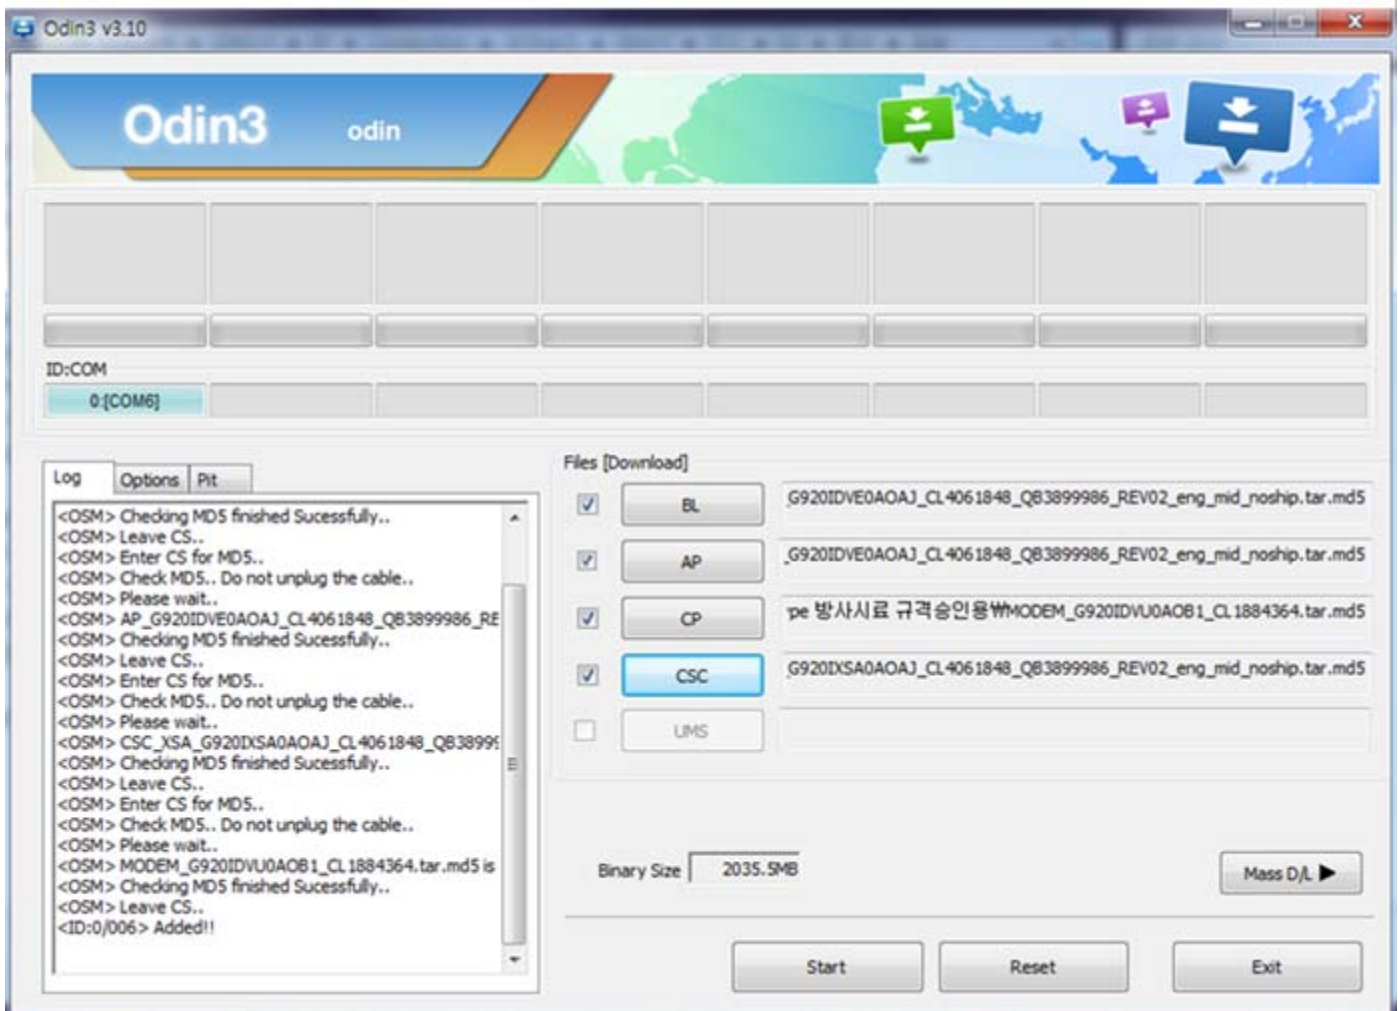 Odin3 v3.10
Odin3 odin
ID:COM
0:[COM6]
Log Options Pit
<OSM> Checking MD5 finished Sucessfully..
<OSM> Leave CS..
<OSM> Enter CS for MD5..
<OSM> Check MD5.. Do not unplug the cable..
<OSM> Please wait..
<OSM> AP_G920IDVE0AOAJ_CL4061848_QB3899986_RE
<OSM> Checking MD5 finished Sucessfully..
<OSM> Leave CS..
<OSM> Enter CS for MD5..
<OSM> Check MD5.. Do not unplug the cable..
<OSM> Please wait..
<OSM> CSC_XSA_G920IXSA0AOAJ_CL4061848_QB38999
<OSM> Checking MD5 finished Sucessfully..
<OSM> Leave CS..
<OSM> Enter CS for MD5..
<OSM> Check MD5.. Do not unplug the cable..
<OSM> Please wait..
<OSM> MODEM_G920IDVU0AOB1_CL1884364.tar.md5 is
<OSM> Checking MD5 finished Sucessfully..
<OSM> Leave CS..
<ID:0/006> Added!!
Files [Download]
BL _G920IDVE0AOAJ_CL4061848_QB3899986_REV02_eng_mid_noship.tar.md5
AP _G920IDVE0AOAJ_CL4061848_QB3899986_REV02_eng_mid_noship.tar.md5
CP pe 방사시료 규격승인용₩MODEM_G920IDVU0AOB1_CL1884364.tar.md5
CSC G920IXSA0AOAJ_CL4061848_QB3899986_REV02_eng_mid_noship.tar.md5
UMS
Binary Size 2035.5MB
Mass D/L ▶
Start Reset Exit